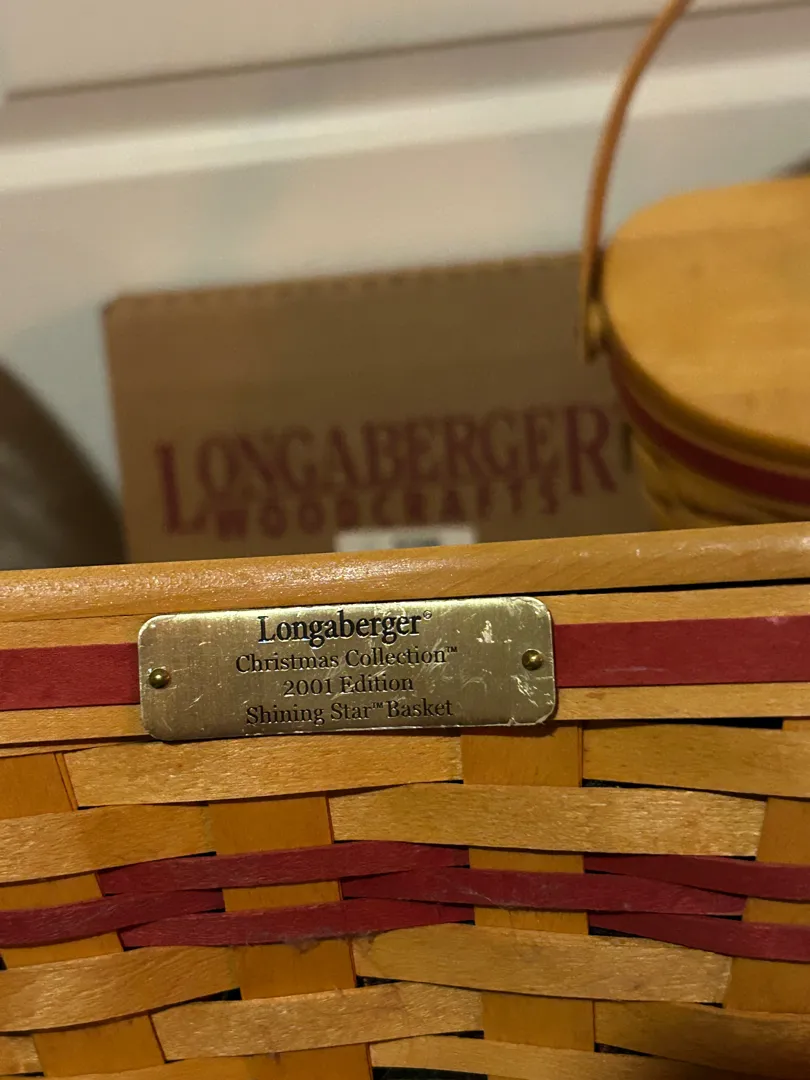 LONGABERGER
WOODCRAFTS
Longaberger®
Christmas Collection™
2001 Edition
Shining Star™ Basket